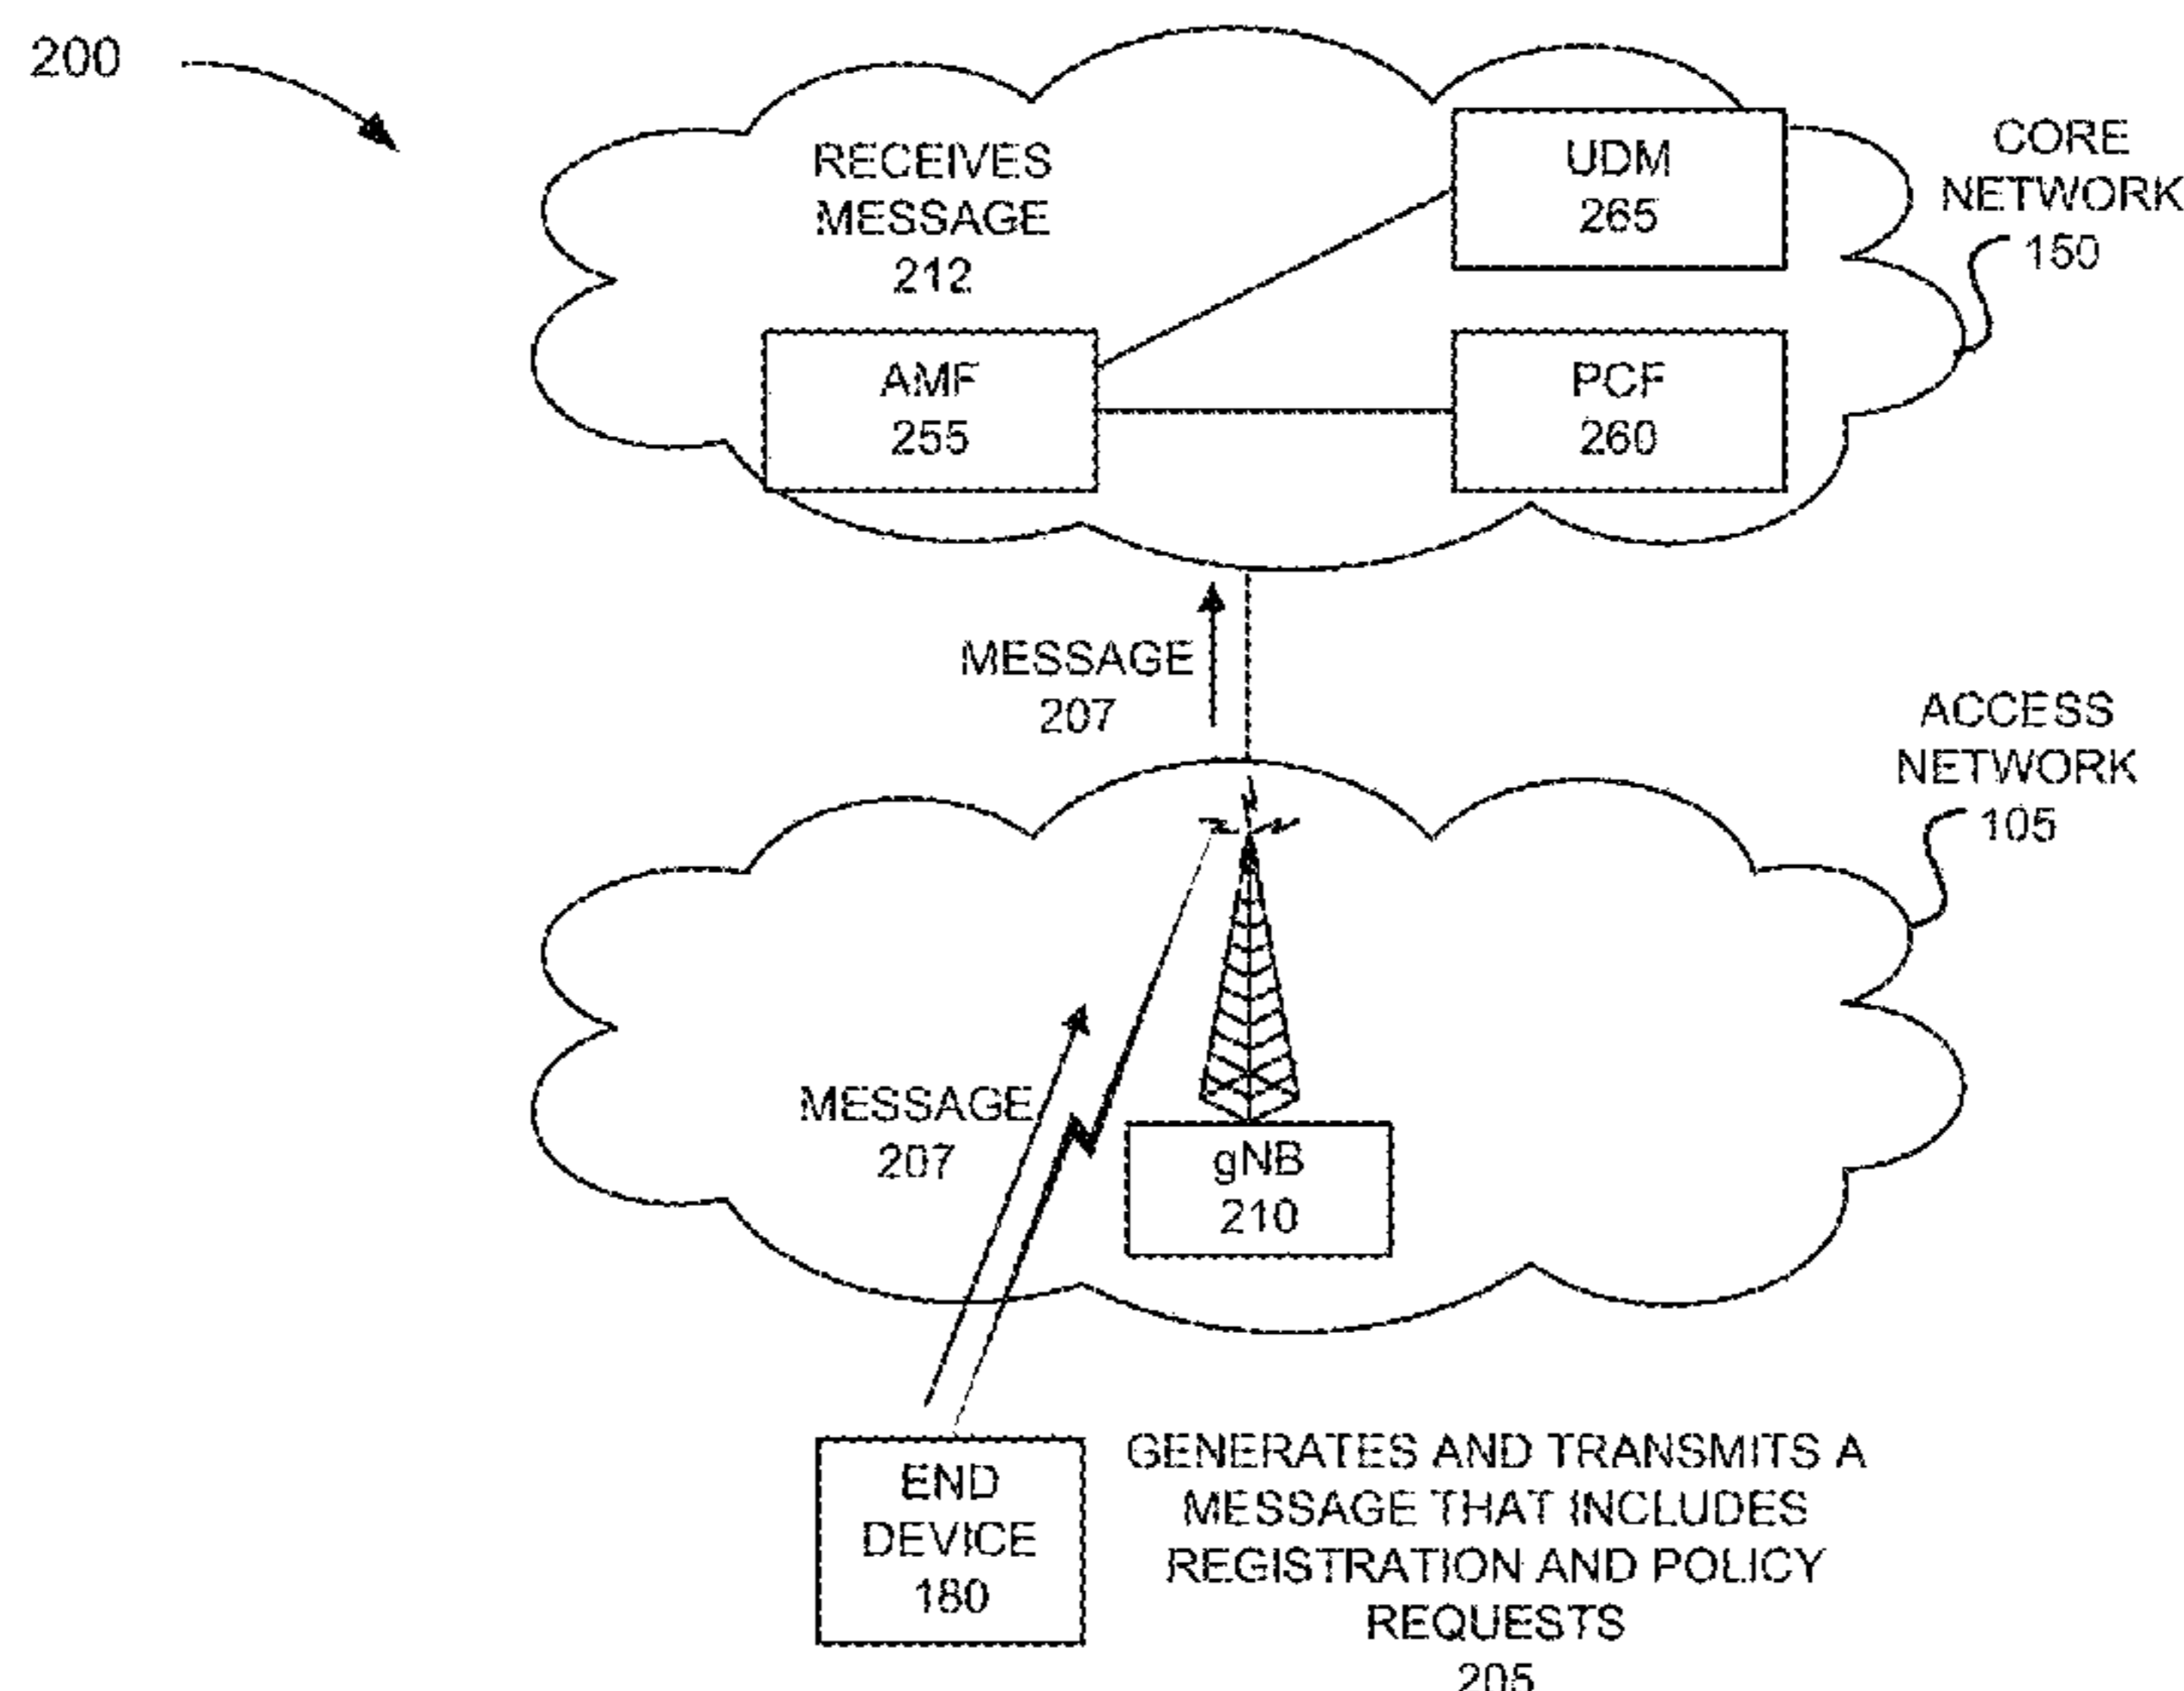 200
RECEIVES
MESSAGE
212
UDM
265
CORE
NETWORK
150
AMF
255
PCF
260
MESSAGE
207
ACCESS
NETWORK
105
MESSAGE
207
gNB
210
END
DEVICE
180
GENERATES AND TRANSMITS A
MESSAGE THAT INCLUDES
REGISTRATION AND POLICY
REQUESTS
205